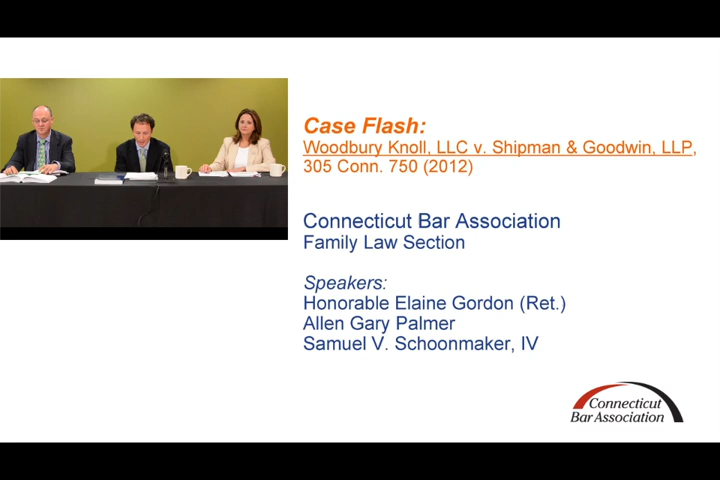 Case Flash:
Woodbury Knoll, LLC v. Shipman & Goodwin, LLP,
305 Conn. 750 (2012)
Connecticut Bar Association
Family Law Section
Speakers:
Honorable Elaine Gordon (Ret.)
Allen Gary Palmer
Samuel V. Schoonmaker, IV
Connecticut
Bar Association